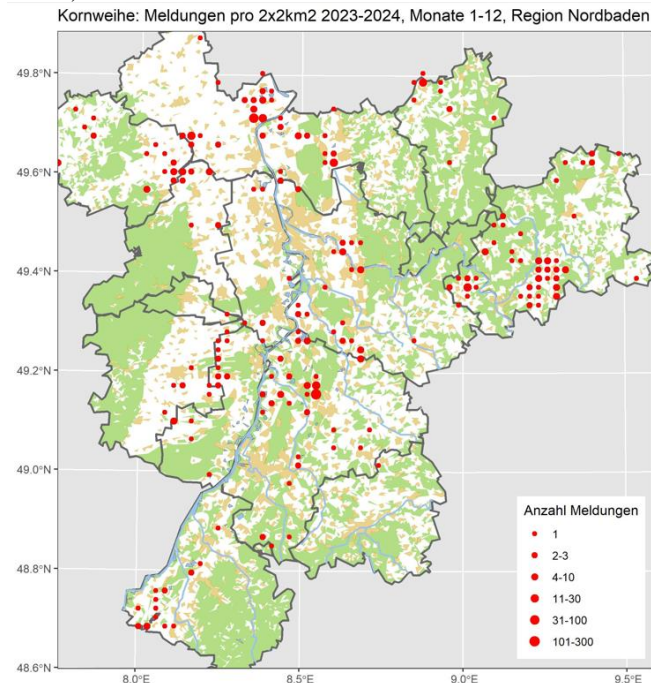 Kornweihe: Meldungen pro 2x2km2 2023-2024, Monate 1-12, Region Nordbaden
49.8°N
49.6°N
49.4°N
49.2°N
49.0°N
48.8°N
48.6°N
Anzahl Meldungen
1
2-3
4-10
11-30
31-100
101-300
8.0°E
8.5°E
9.0°E
9.5°E